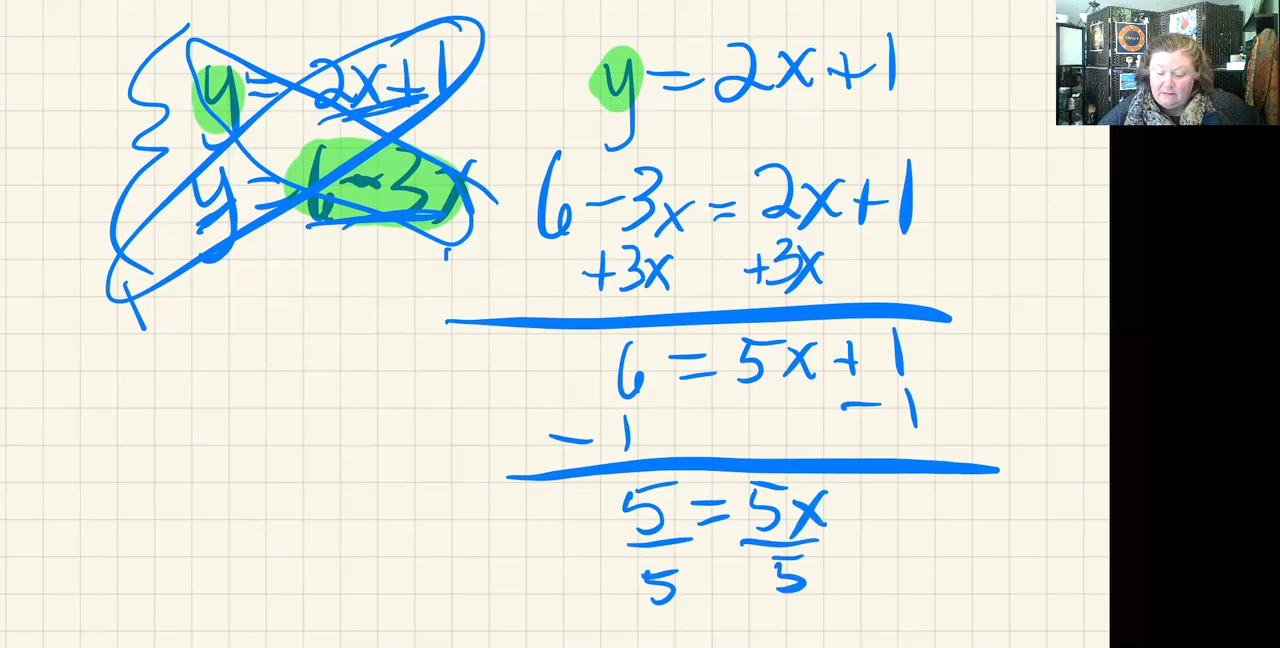 y = 2x+1
y = 6-3x
y = 2x+1
6-3x = 2x+1
+3x +3x
6 = 5x+1
-1
-1
5 = 5x
5 5